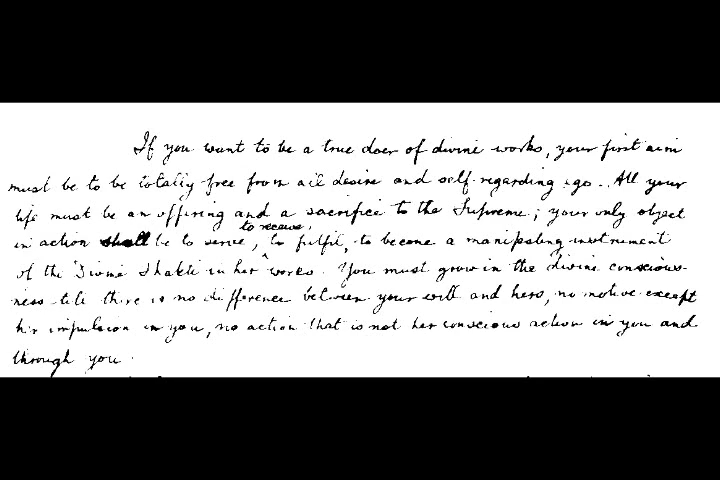 If you want to be a true doer of divine works, your first aim
must be to be totally free from all desire and self-regarding ego. All your
life must be an offering and a sacrifice to the Supreme; your only object
to receive,
in action shall be to serve, to fulfil, to become a manifesting instrument
of the Divine Shakti in her works. You must grow in the divine conscious-
ness till there is no difference between your will and hers, no motive except
her impulsion in you, no action that is not her conscious action in you and
through you.